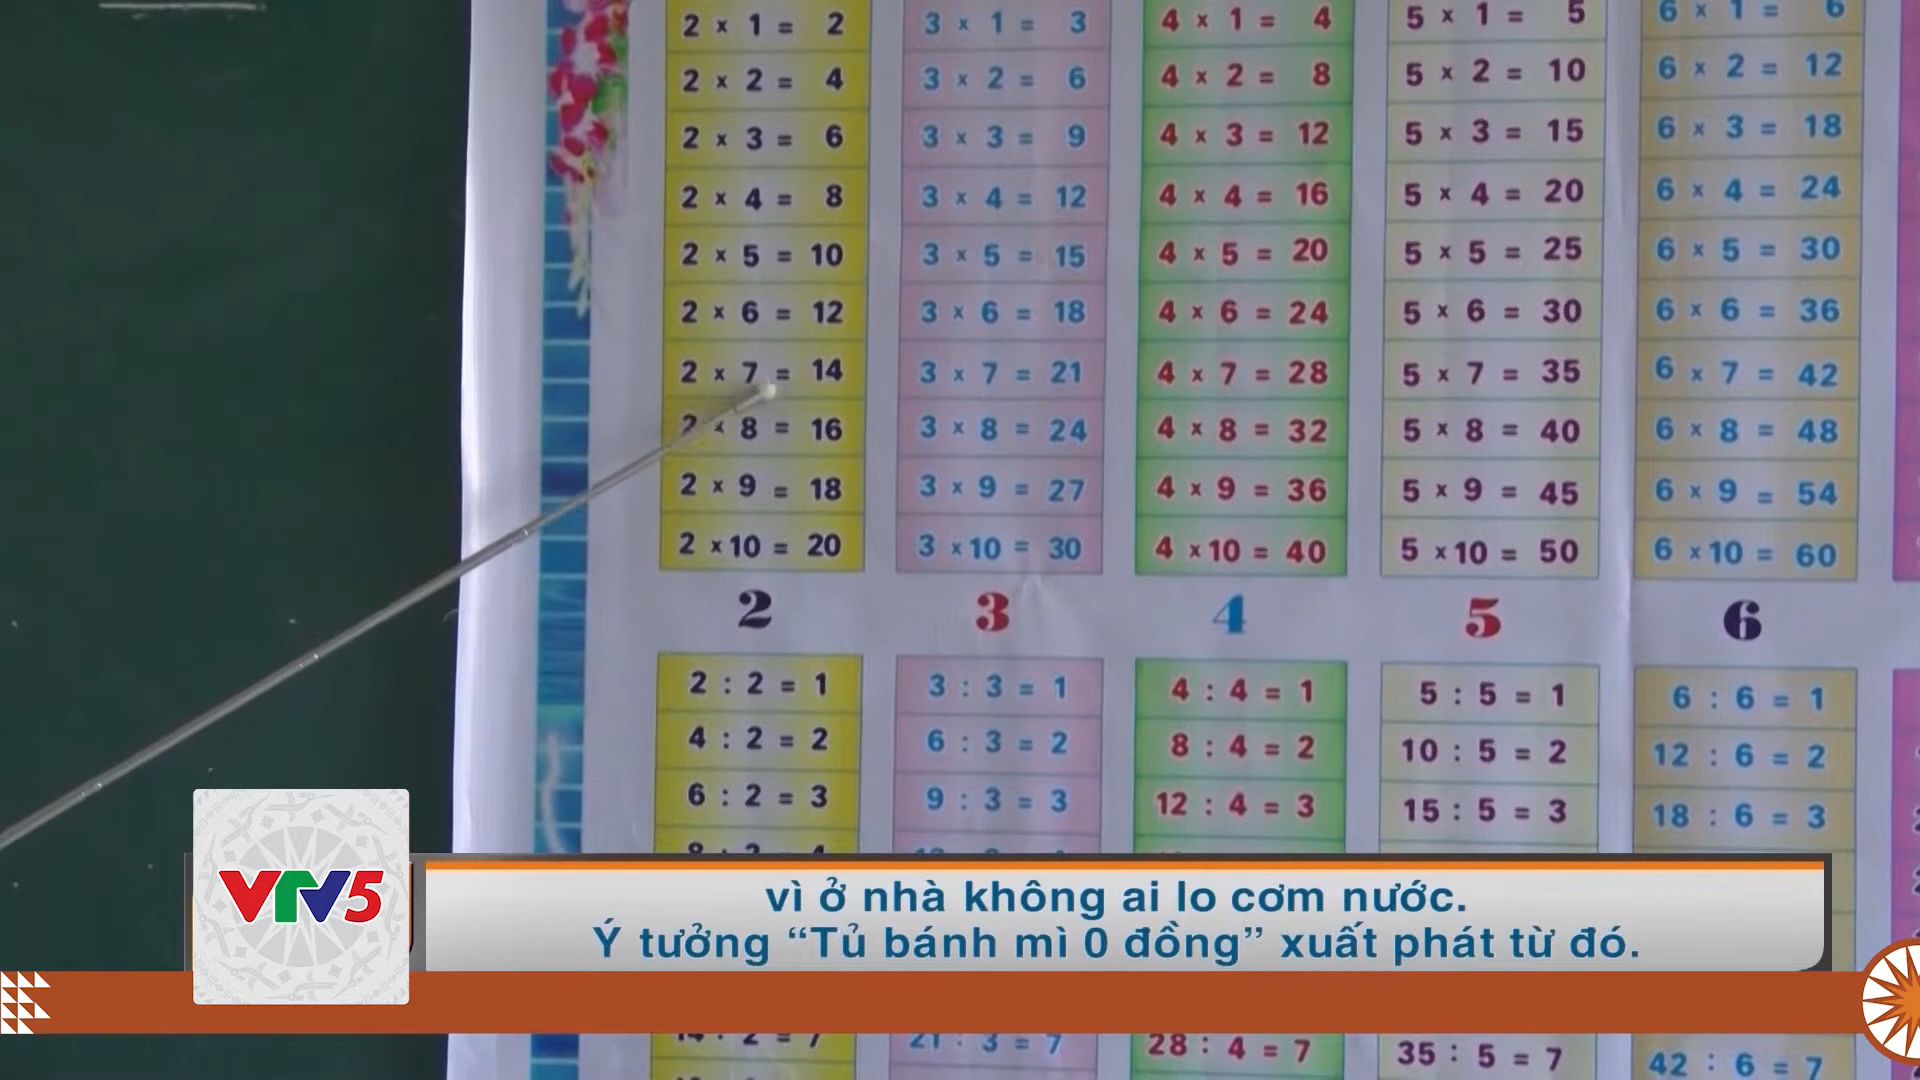 2 x 1 = 2
2 x 2 = 4
2 x 3 = 6
2 x 4 = 8
2 x 5 = 10
2 x 6 = 12
2 x 7 = 14
2 x 8 = 16
2 x 9 = 18
2 x 10 = 20
3 x 1 = 3
3 x 2 = 6
3 x 3 = 9
3 x 4 = 12
3 x 5 = 15
3 x 6 = 18
3 x 7 = 21
3 x 8 = 24
3 x 9 = 27
3 x 10 = 30
4 x 1 = 4
4 x 2 = 8
4 x 3 = 12
4 x 4 = 16
4 x 5 = 20
4 x 6 = 24
4 x 7 = 28
4 x 8 = 32
4 x 9 = 36
4 x 10 = 40
5 x 1 = 5
5 x 2 = 10
5 x 3 = 15
5 x 4 = 20
5 x 5 = 25
5 x 6 = 30
5 x 7 = 35
5 x 8 = 40
5 x 9 = 45
5 x 10 = 50
6 x 1 = 6
6 x 2 = 12
6 x 3 = 18
6 x 4 = 24
6 x 5 = 30
6 x 6 = 36
6 x 7 = 42
6 x 8 = 48
6 x 9 = 54
6 x 10 = 60
2 3 4 5 6
2 : 2 = 1
4 : 2 = 2
6 : 2 = 3
3 : 3 = 1
6 : 3 = 2
9 : 3 = 3
4 : 4 = 1
8 : 4 = 2
12 : 4 = 3
5 : 5 = 1
10 : 5 = 2
15 : 5 = 3
6 : 6 = 1
12 : 6 = 2
18 : 6 = 3
21 : 3 = 7
28 : 4 = 7
35 : 5 = 7
42 : 6 = 7
VTV5
vì ở nhà không ai lo cơm nước.
Ý tưởng “Tủ bánh mì 0 đồng” xuất phát từ đó.